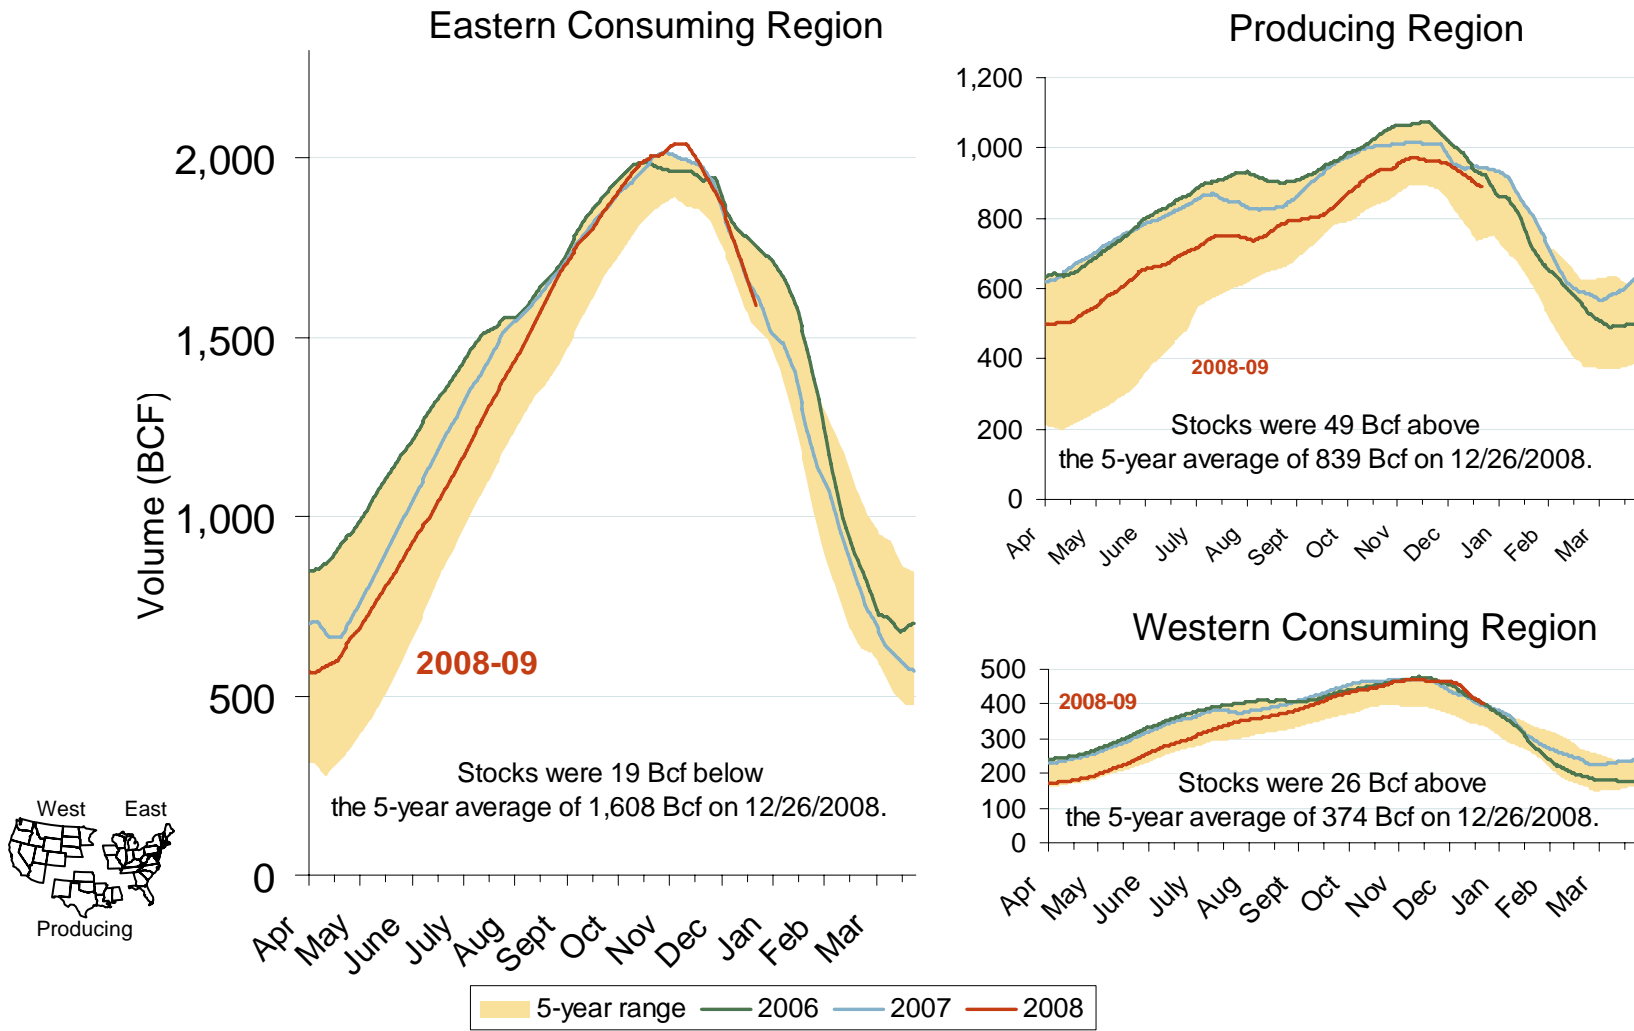 Eastern Consuming Region
Volume (BCF)
2,000
1,500
1,000
500
0
2008-09
Stocks were 19 Bcf below
the 5-year average of 1,608 Bcf on 12/26/2008.
Apr May June July Aug Sept Oct Nov Dec Jan Feb Mar
Producing Region
1,200
1,000
800
600
400
200
0
2008-09
Stocks were 49 Bcf above
the 5-year average of 839 Bcf on 12/26/2008.
Apr May June July Aug Sept Oct Nov Dec Jan Feb Mar
Western Consuming Region
500
400
300
200
100
0
2008-09
Stocks were 26 Bcf above
the 5-year average of 374 Bcf on 12/26/2008.
Apr May June July Aug Sept Oct Nov Dec Jan Feb Mar
West East
Producing
5-year range 2006 2007 2008